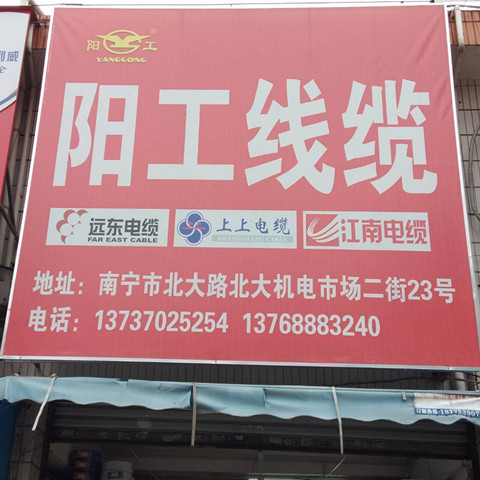 阳 工
YANGGONG
阳工线缆
远东电缆
FAR EAST CABLE
上上电缆
SHANGSHANG CABLE
江南电缆
地址：南宁市北大路北大机电市场二街23号
电话：13737025254 13768883240